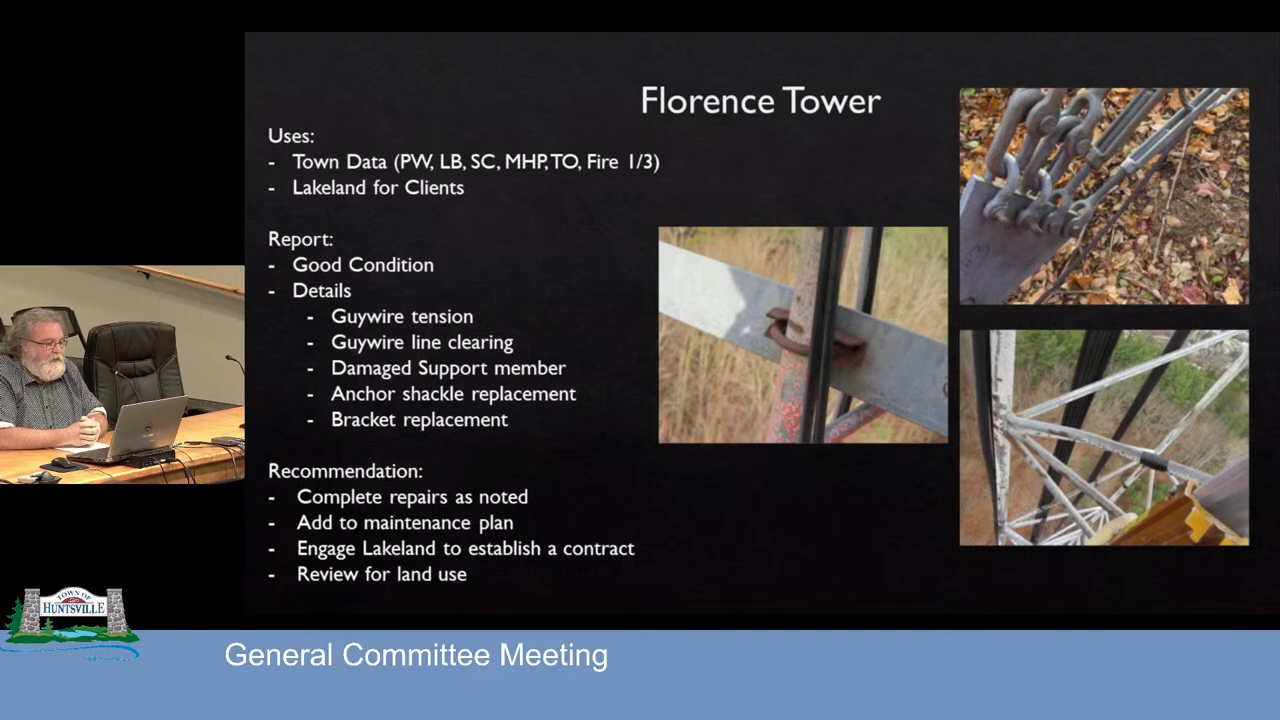 Florence Tower
Uses:
- Town Data (PW, LB, SC, MHP, TO, Fire 1/3)
- Lakeland for Clients
Report:
- Good Condition
- Details
- Guywire tension
- Guywire line clearing
- Damaged Support member
- Anchor shackle replacement
- Bracket replacement
Recommendation:
- Complete repairs as noted
- Add to maintenance plan
- Engage Lakeland to establish a contract
- Review for land use
TOWN OF
HUNTSVILLE
General Committee Meeting